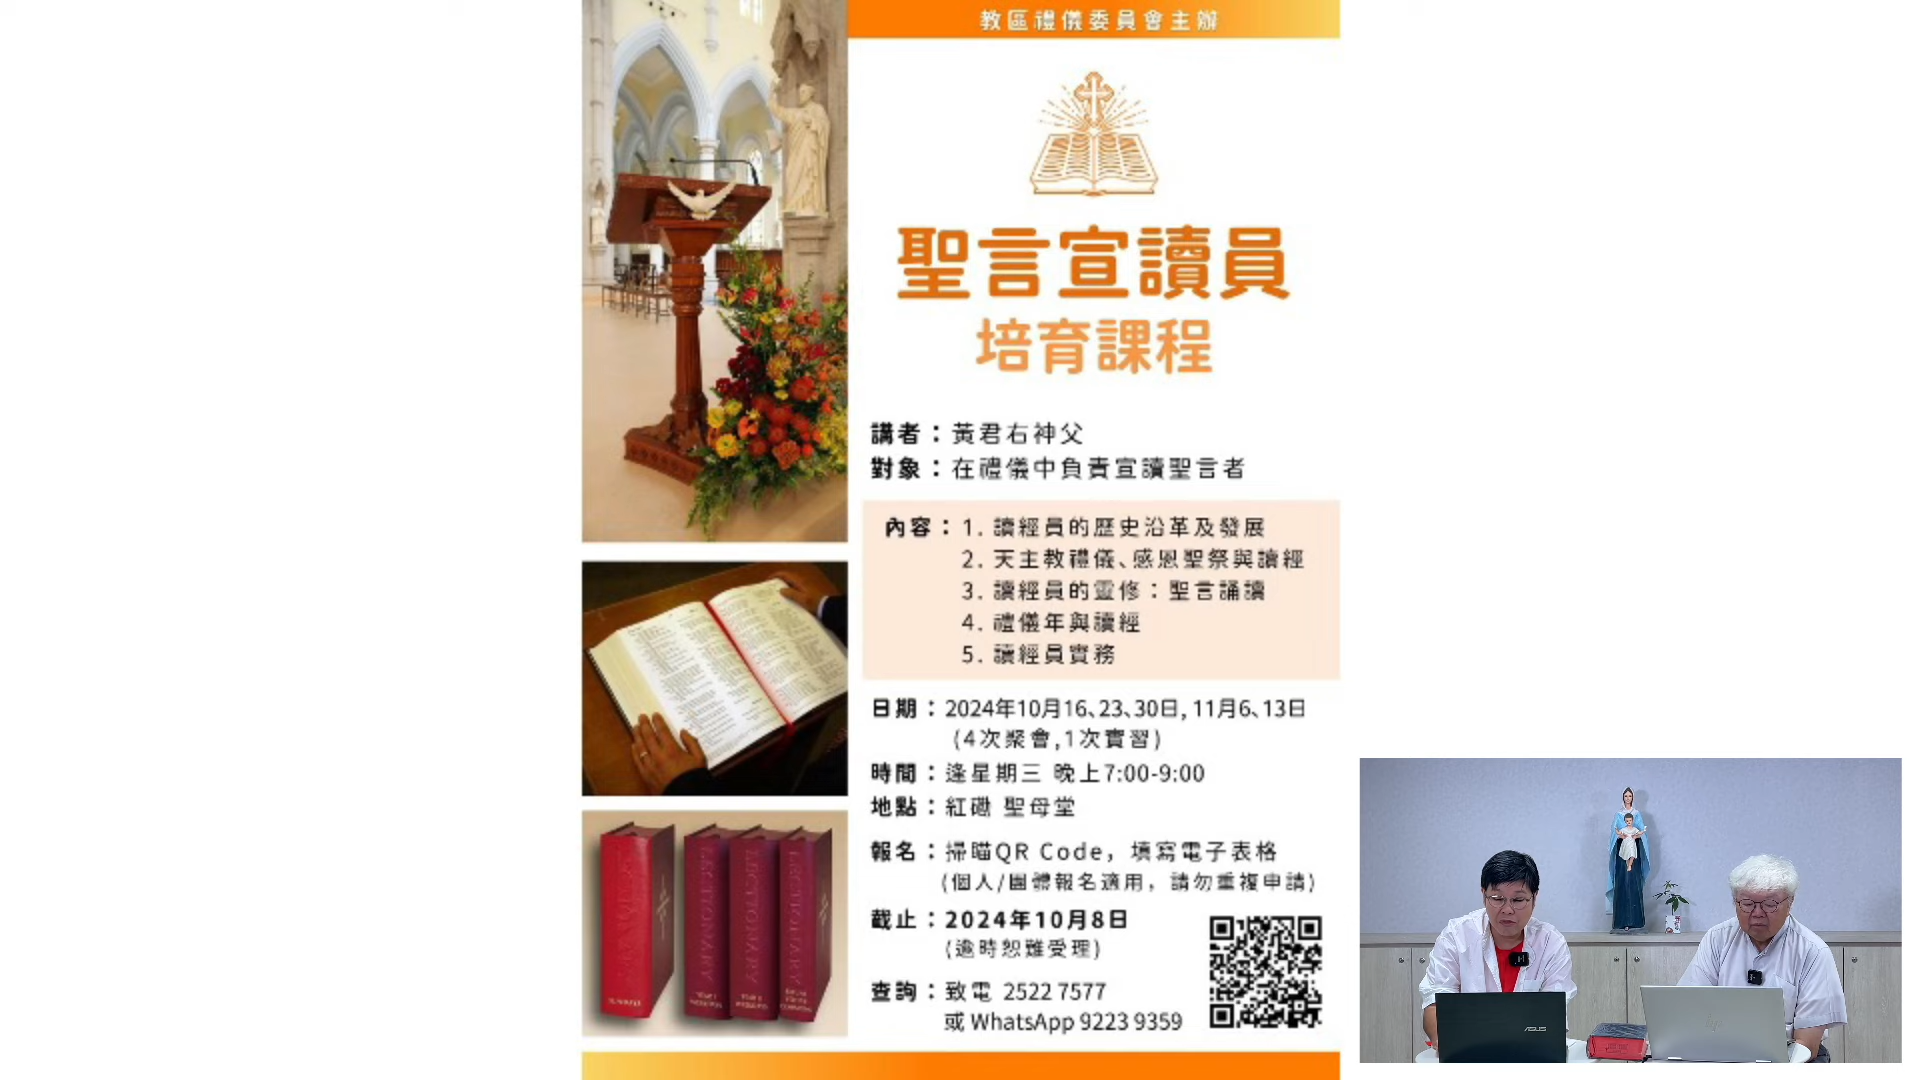 教區禮儀委員會主辦
聖言宣讀員
培育課程
講者：黃君右神父
對象：在禮儀中負責宣讀聖言者
內容：1. 讀經員的歷史沿革及發展
2. 天主教禮儀、感恩聖祭與讀經
3. 讀經員的靈修：聖言誦讀
4. 禮儀年與讀經
5. 讀經員實務
日期：2024年10月16、23、30日, 11月6、13日
(4次聚會,1次實習)
時間：逢星期三 晚上7:00-9:00
地點：紅磡 聖母堂
報名：掃瞄QR Code，填寫電子表格
(個人/團體報名適用，請勿重複申請)
截止：2024年10月8日
(逾時恕難受理)
查詢：致電 2522 7577
或 WhatsApp 9223 9359
LECTIONARY
LECTIONARY
LECTIONARY
ASUS